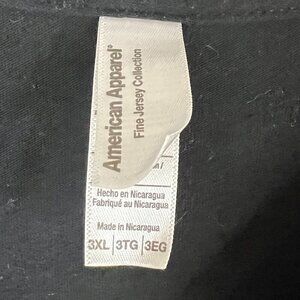 American Apparel®
Fine Jersey Collection
Hecho en Nicaragua
Fabriqué au Nicaragua
Made in Nicaragua
3XL | 3TG | 3EG